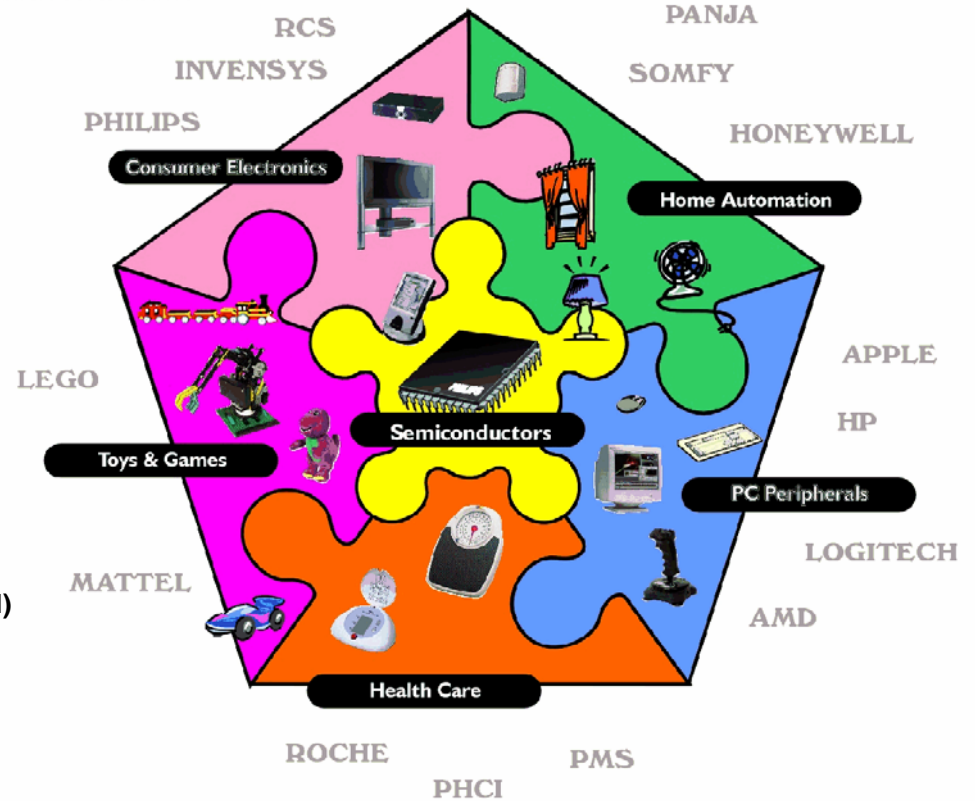 RCS
PANJA
INVENSYS
SOMFY
PHILIPS
HONEYWELL
Consumer Electronics
Home Automation
APPLE
LEGO
HP
Semiconductors
Toys & Games
PC Peripherals
LOGITECH
MATTEL
AMD
Health Care
ROCHE
PMS
PHCI